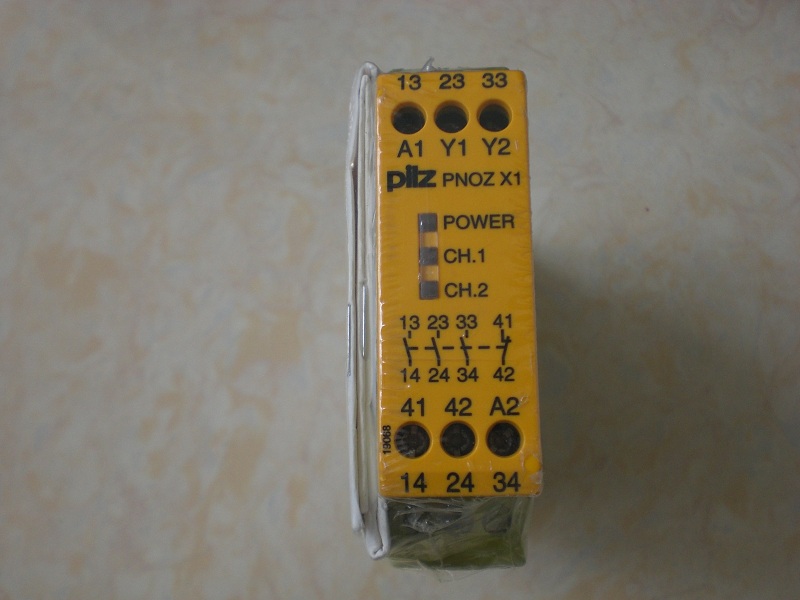 13 23 33
A1 Y1 Y2
pilz PNOZ X1
POWER
CH.1
CH.2
13 23 33 41
14 24 34 42
41 42 A2
19068
14 24 34